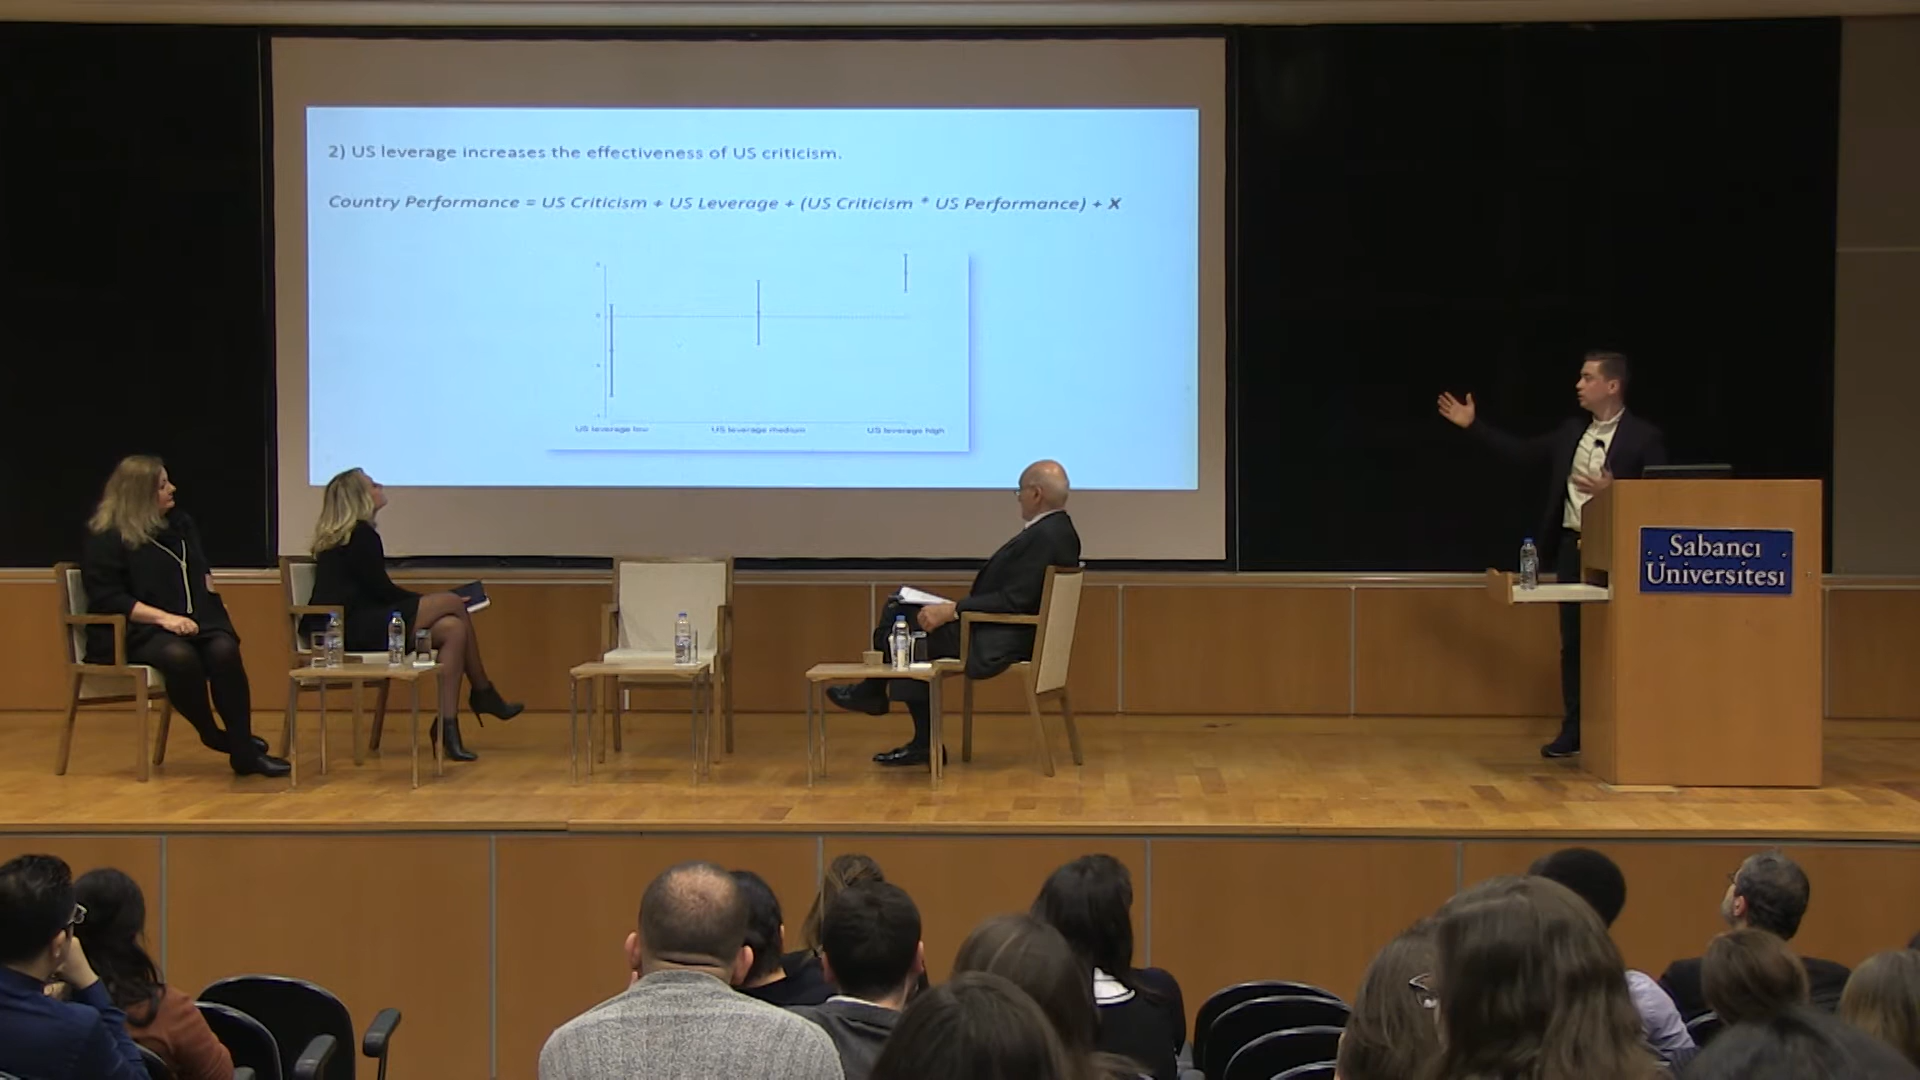 2) US leverage increases the effectiveness of US criticism.
Country Performance = US Criticism + US Leverage + (US Criticism * US Performance) + X
US leverage low
US leverage medium
US leverage high
Sabancı
Üniversitesi